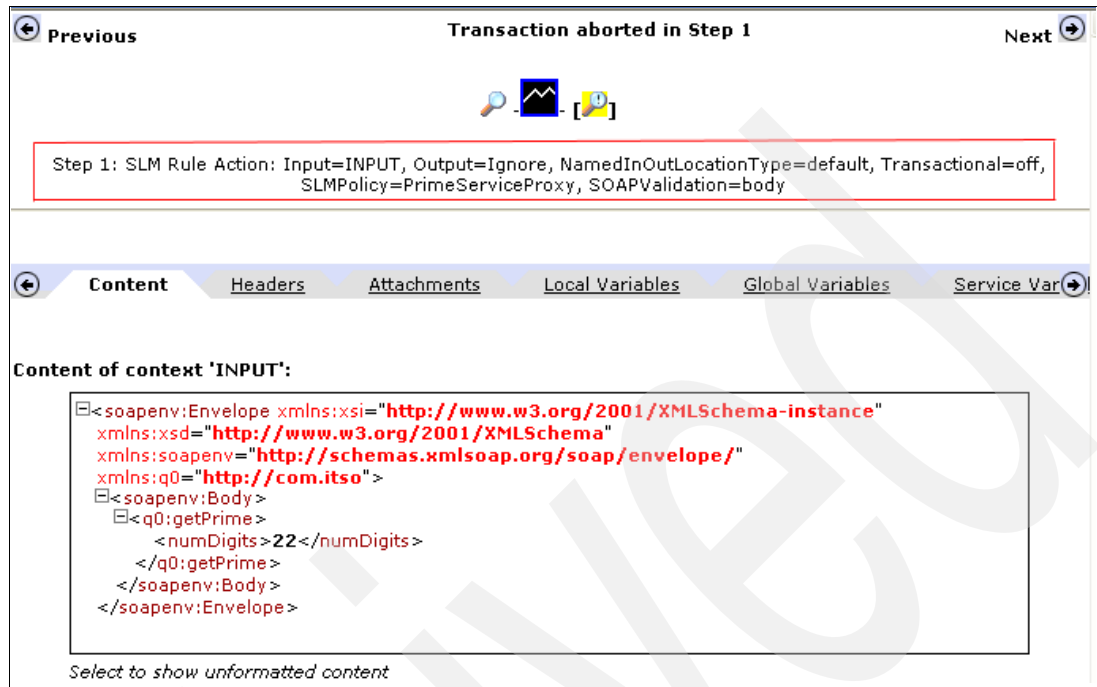 Previous
Transaction aborted in Step 1
Next
- - [ ]
Step 1: SLM Rule Action: Input=INPUT, Output=Ignore, NamedInOutLocationType=default, Transactional=off,
SLMPolicy=PrimeServiceProxy, SOAPValidation=body
Content Headers Attachments Local Variables Global Variables Service Var
Content of context 'INPUT':
<soapenv:Envelope xmlns:xsi="http://www.w3.org/2001/XMLSchema-instance"
xmlns:xsd="http://www.w3.org/2001/XMLSchema"
xmlns:soapenv="http://schemas.xmlsoap.org/soap/envelope/"
xmlns:q0="http://com.itso">
<soapenv:Body>
<q0:getPrime>
<numDigits>22</numDigits>
</q0:getPrime>
</soapenv:Body>
</soapenv:Envelope>
Select to show unformatted content